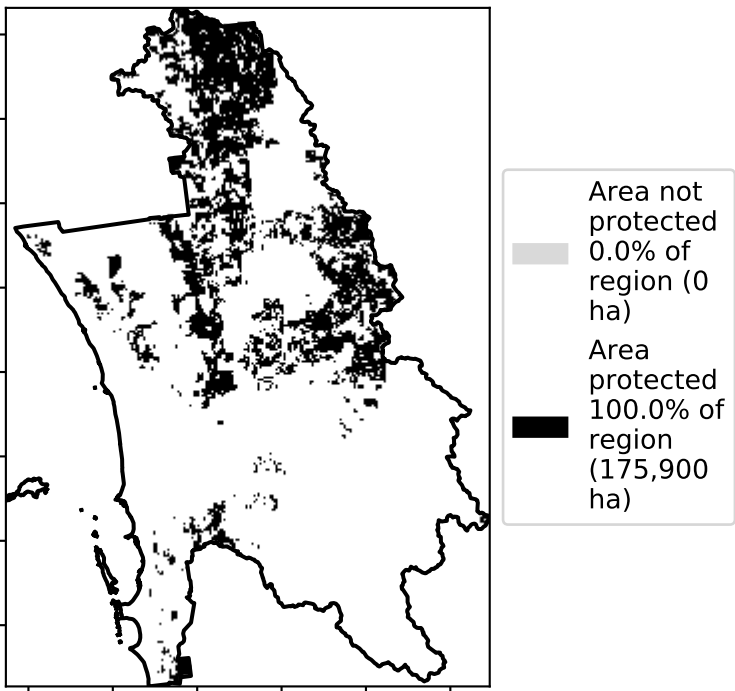 Area not
protected
0.0% of
region (0
ha)
Area
protected
100.0% of
region
(175,900
ha)